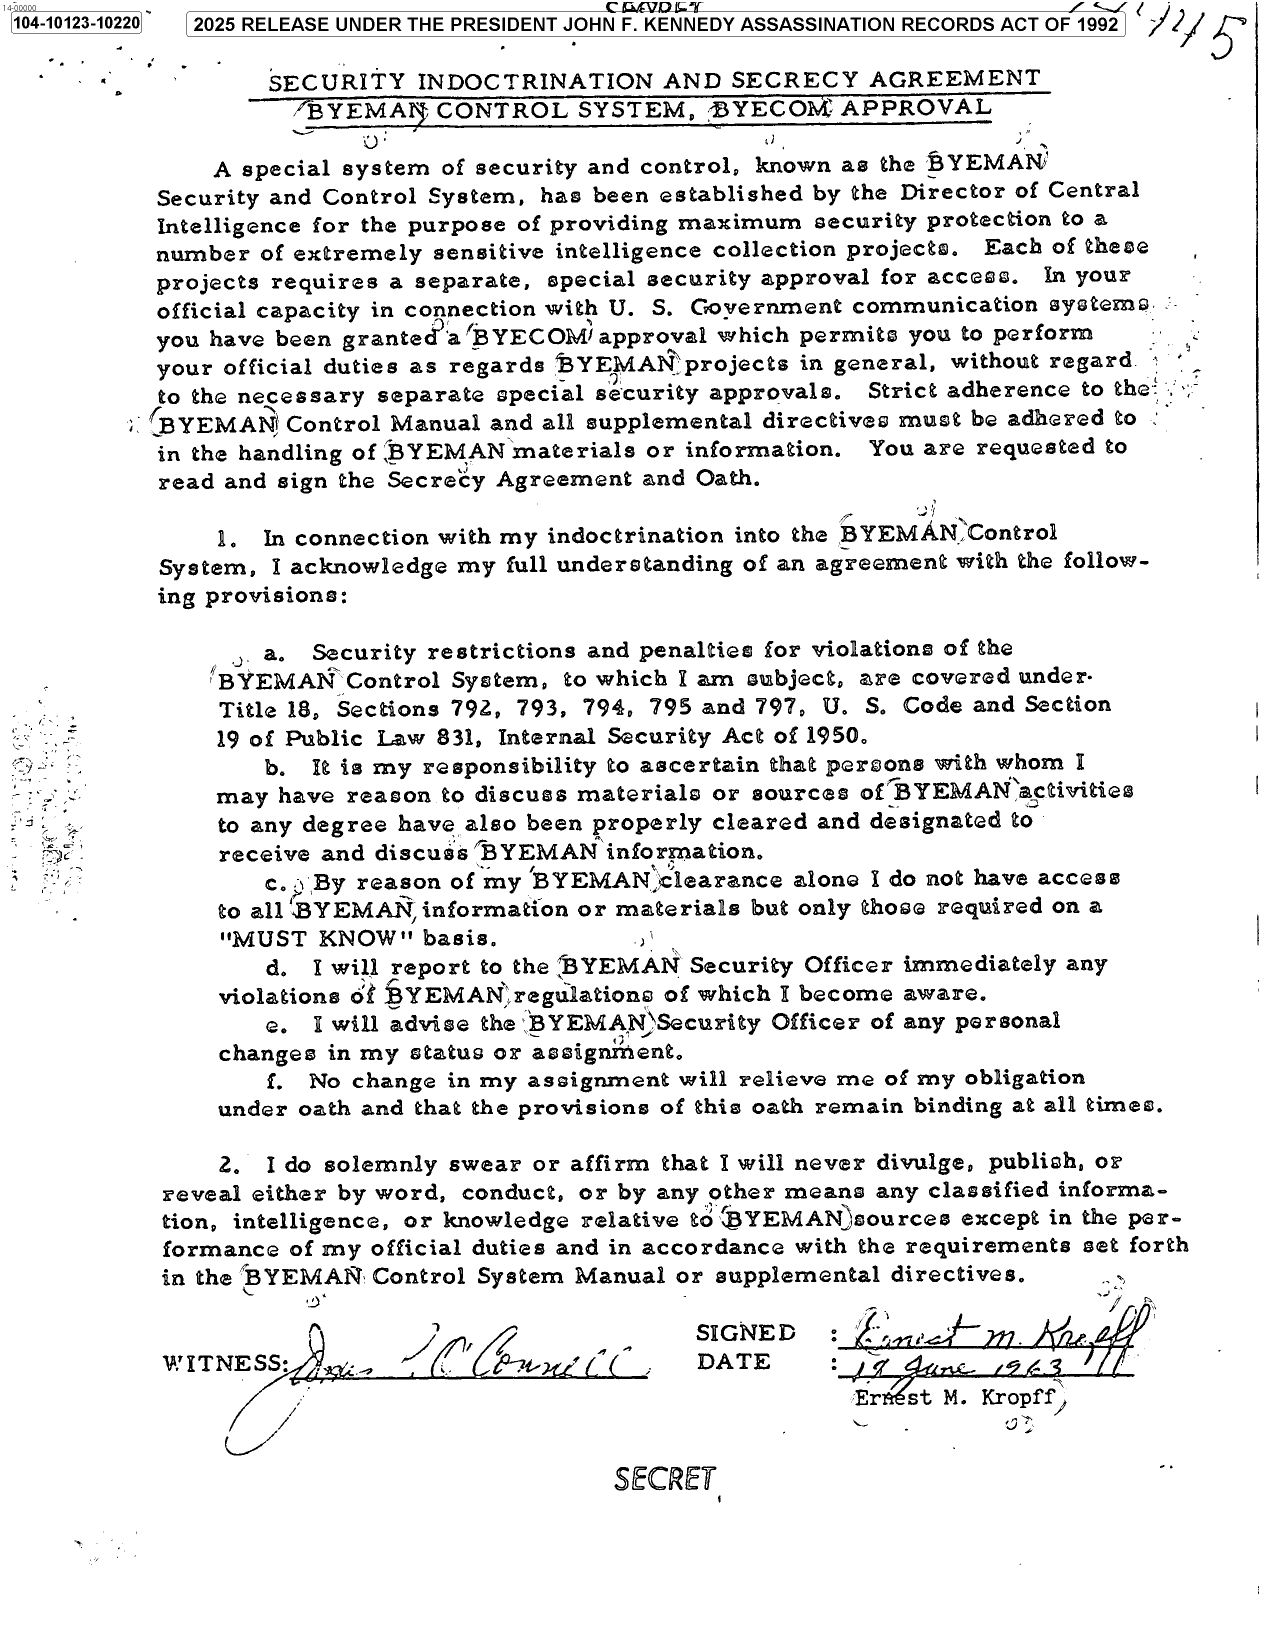 14-00000
104-10123-10220
2025 RELEASE UNDER THE PRESIDENT JOHN F. KENNEDY ASSASSINATION RECORDS ACT OF 1992
145
SECURITY INDOCTRINATION AND SECRECY AGREEMENT
BYEMAN CONTROL SYSTEM, BYECOM APPROVAL
A special system of security and control, known as the BYEMAN
Security and Control System, has been established by the Director of Central
Intelligence for the purpose of providing maximum security protection to a
number of extremely sensitive intelligence collection projects. Each of these
projects requires a separate, special security approval for access. In your
official capacity in connection with U. S. Government communication systems
you have been granted a BYECOM approval which permits you to perform
your official duties as regards BYEMAN projects in general, without regard
to the necessary separate special security approvals. Strict adherence to the
BYEMAN Control Manual and all supplemental directives must be adhered to
in the handling of BYEMAN materials or information. You are requested to
read and sign the Secrecy Agreement and Oath.
1. In connection with my indoctrination into the BYEMAN Control
System, I acknowledge my full understanding of an agreement with the follow-
ing provisions:
a. Security restrictions and penalties for violations of the
BYEMAN Control System, to which I am subject, are covered under
Title 18, Sections 792, 793, 794, 795 and 797, U. S. Code and Section
19 of Public Law 831, Internal Security Act of 1950.
b. It is my responsibility to ascertain that persons with whom I
may have reason to discuss materials or sources of BYEMAN activities
to any degree have also been properly cleared and designated to
receive and discuss BYEMAN information.
c. By reason of my BYEMAN clearance alone I do not have access
to all BYEMAN information or materials but only those required on a
"MUST KNOW" basis.
d. I will report to the BYEMAN Security Officer immediately any
violations of BYEMAN regulations of which I become aware.
e. I will advise the BYEMAN Security Officer of any personal
changes in my status or assignment.
f. No change in my assignment will relieve me of my obligation
under oath and that the provisions of this oath remain binding at all times.
2. I do solemnly swear or affirm that I will never divulge, publish, or
reveal either by word, conduct, or by any other means any classified informa-
tion, intelligence, or knowledge relative to BYEMAN sources except in the per-
formance of my official duties and in accordance with the requirements set forth
in the BYEMAN Control System Manual or supplemental directives.
SIGNED : Ernest M. Kropff
WITNESS: O'Connell
DATE : 17 June 1963
Ernest M. Kropff
SECRET